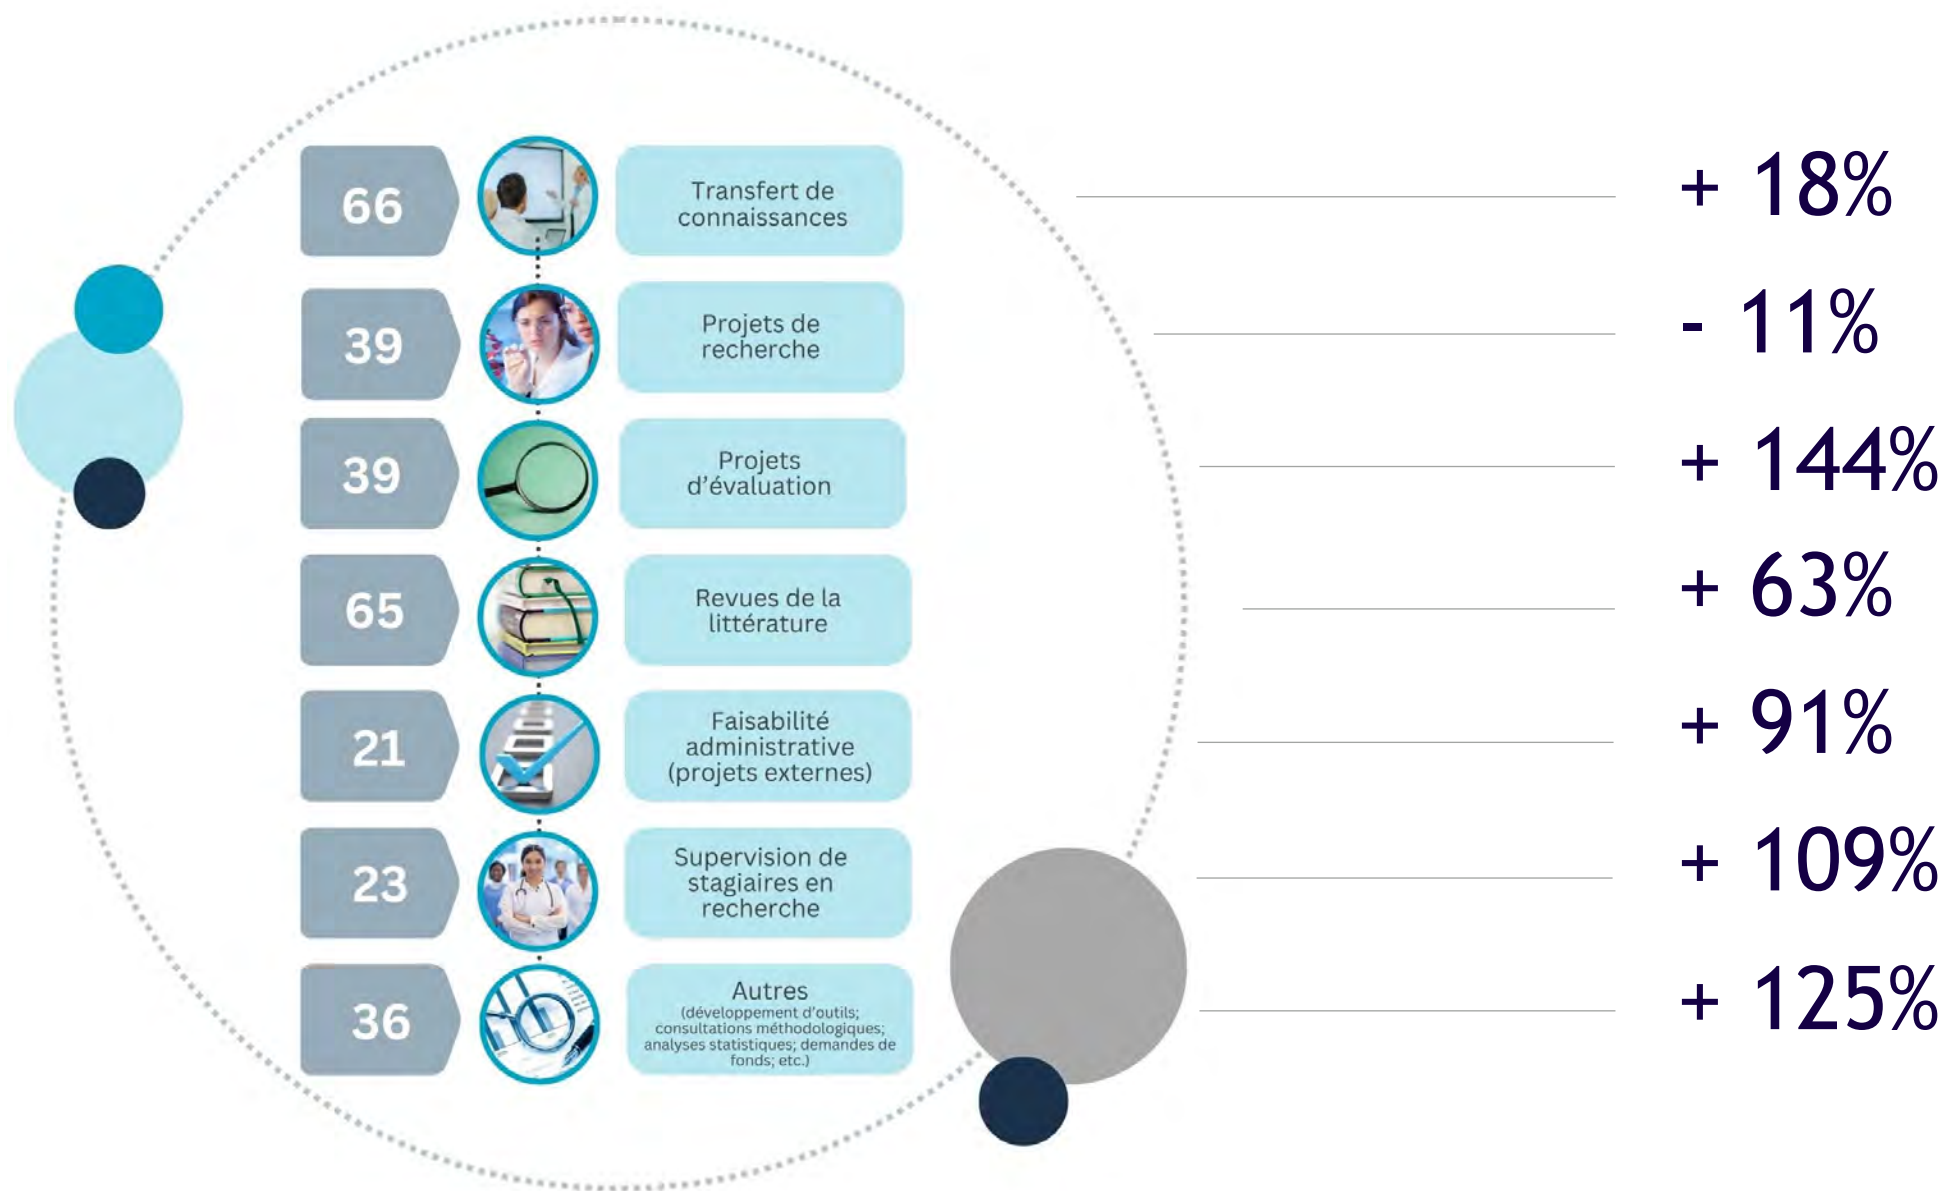 66
Transfert de
connaissances
+ 18%
39
Projets de
recherche
- 11%
39
Projets
d'évaluation
+ 144%
65
Revues de la
littérature
+ 63%
21
Faisabilité
administrative
(projets externes)
+ 91%
23
Supervision de
stagiaires en
recherche
+ 109%
36
Autres
(développement d'outils;
consultations méthodologiques;
analyses statistiques; demandes de
fonds; etc.)
+ 125%